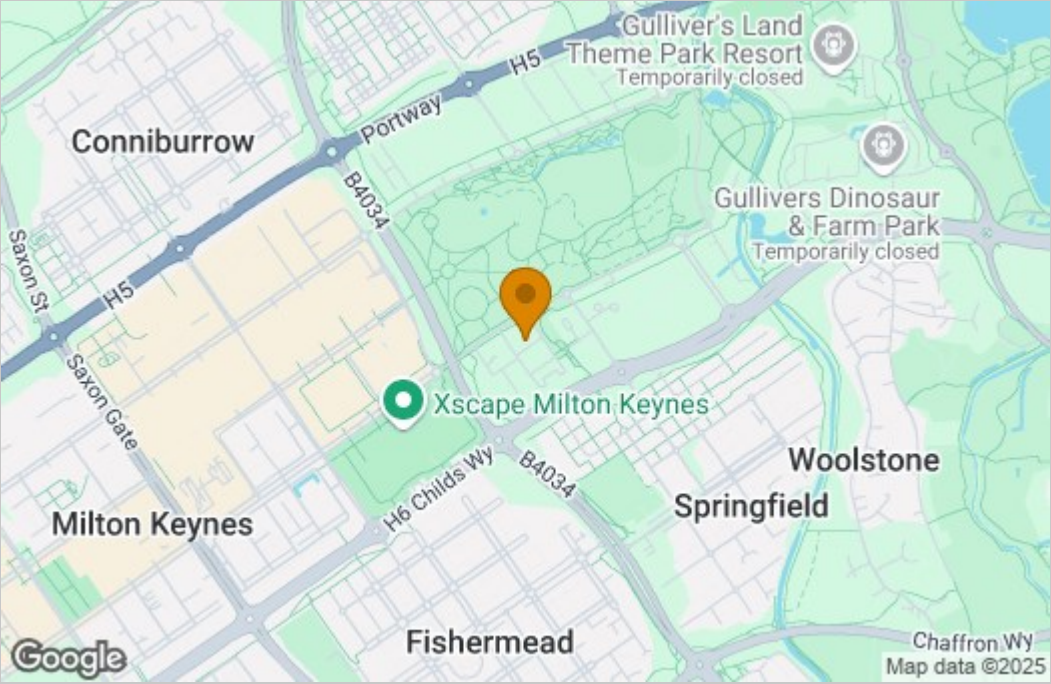 Gulliver's Land
Theme Park Resort
Temporarily closed
H5
Portway
Conniburrow
B4034
Gullivers Dinosaur
& Farm Park
Temporarily closed
Saxon St
H5
Saxon Gate
Xscape Milton Keynes
Woolstone
B4034
H6 Childs Wy
Springfield
Milton Keynes
Fishermead
Chaffron Wy
Google
Map data ©2025